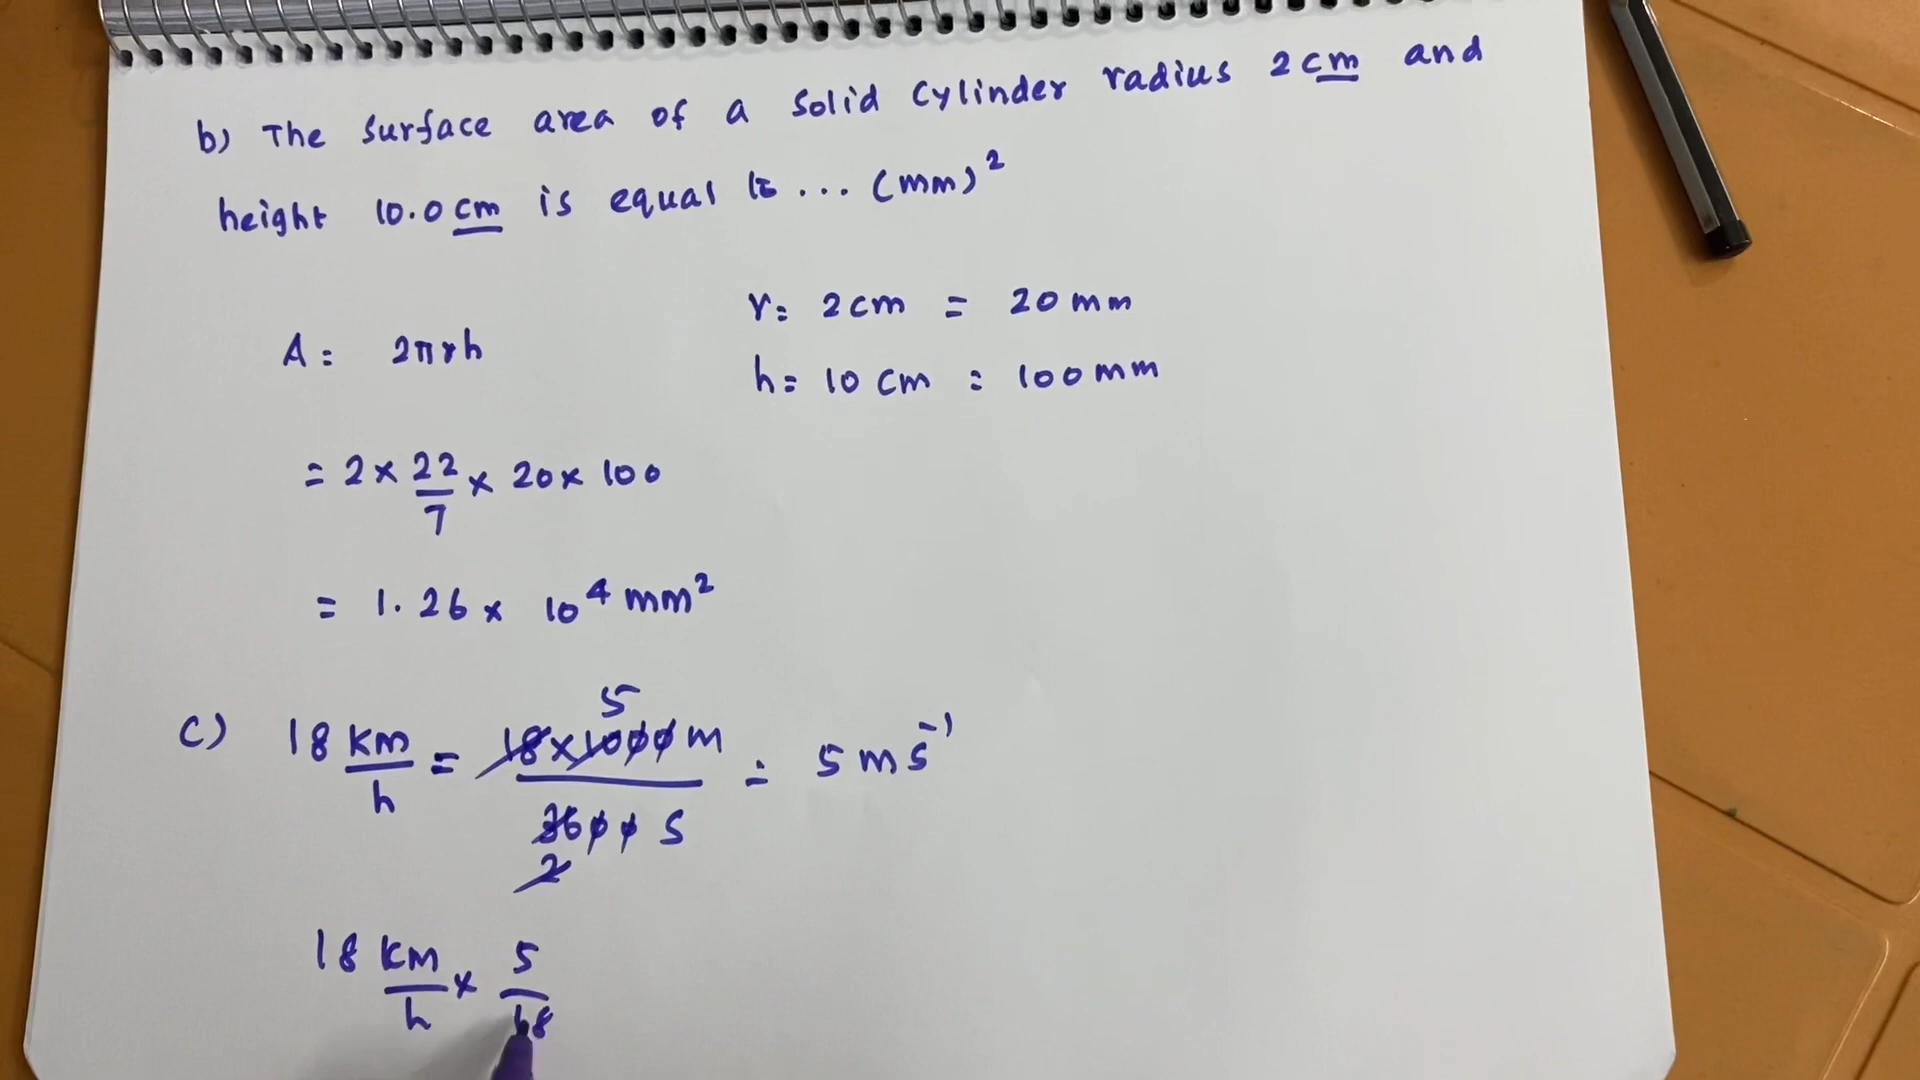 b) The surface area of a solid cylinder radius 2cm and
height 10.0cm is equal to ... (mm)²
r= 2cm = 20mm
A= 2πrh
h= 10 cm = 100mm
= 2 × 22/7 × 20 × 100
= 1.26 × 10⁴ mm²
c) 18 km/h = 18×1000 m / 3600 s = 5 m s⁻¹
5
2
18 km/h × 5/18